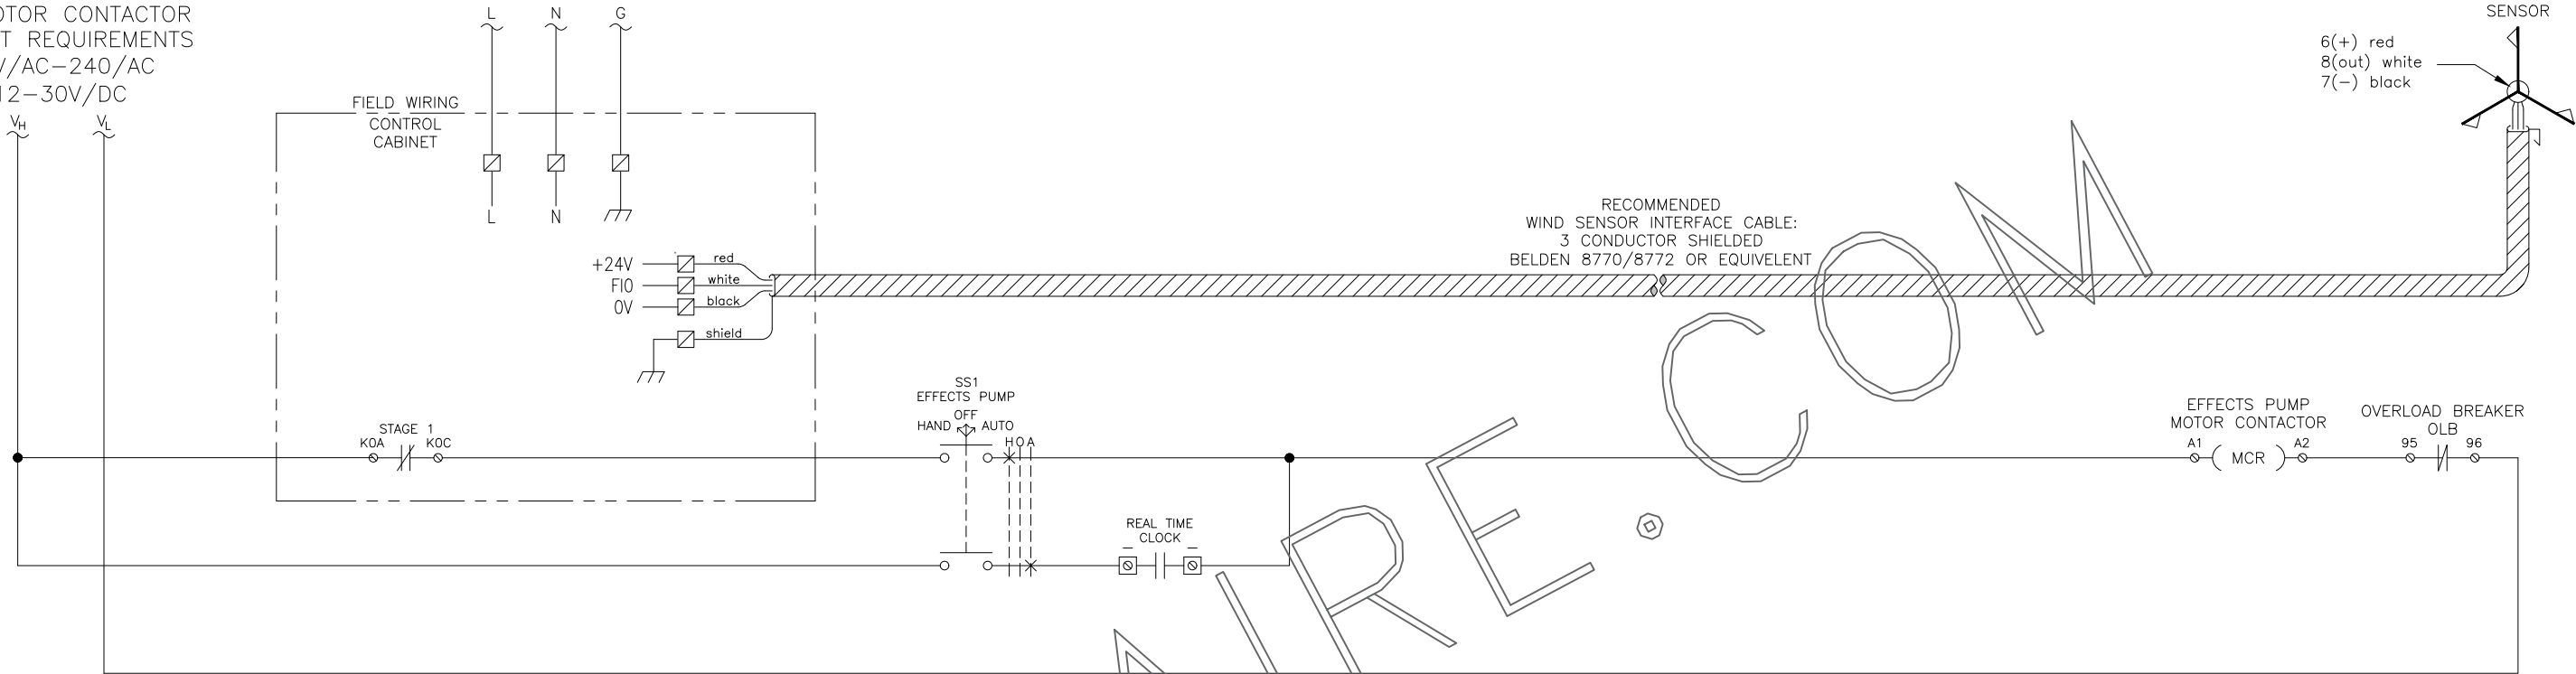 OTOR CONTACTOR
T REQUIREMENTS
V/AC-240/AC
12-30V/DC
VH
VL
L
N
G
FIELD WIRING
CONTROL
CABINET
L
N
+24V
red
FIO
white
0V
black
shield
RECOMMENDED
WIND SENSOR INTERFACE CABLE:
3 CONDUCTOR SHIELDED
BELDEN 8770/8772 OR EQUIVELENT
SENSOR
6(+) red
8(out) white
7(-) black
STAGE 1
K0A
K0C
SS1
EFFECTS PUMP
OFF
HAND
AUTO
H O A
REAL TIME
CLOCK
EFFECTS PUMP
MOTOR CONTACTOR
A1
MCR
A2
OVERLOAD BREAKER
OLB
95
96
IRE.COM